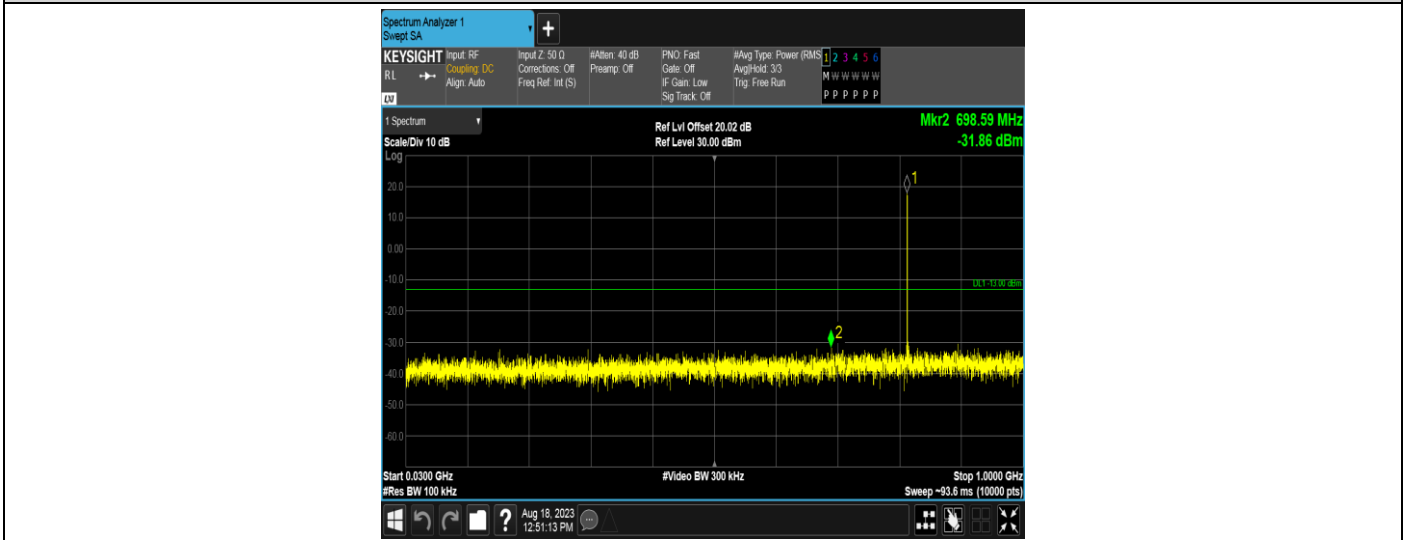 Spectrum Analyzer 1
Swept SA
+
KEYSIGHT
RL
LXI
Input: RF
Coupling: DC
Align: Auto
Input Z: 50 Ω
Corrections: Off
Freq Ref: Int (S)
#Atten: 40 dB
Preamp: Off
PNO: Fast
Gate: Off
IF Gain: Low
Sig Track: Off
#Avg Type: Power (RMS
Avg|Hold: 3/3
Trig: Free Run
1 2 3 4 5 6
M W W W W W
P P P P P P
1 Spectrum
Scale/Div 10 dB
Log
Ref Lvl Offset 20.02 dB
Ref Level 30.00 dBm
Mkr2 698.59 MHz
-31.86 dBm
1
20.0
10.0
0.00
-10.0
DL1 -13.00 dBm
-20.0
2
-30.0
-40.0
-50.0
-60.0
Start 0.0300 GHz
#Res BW 100 kHz
#Video BW 300 kHz
Stop 1.0000 GHz
Sweep ~93.6 ms (10000 pts)
?
Aug 18, 2023
12:51:13 PM